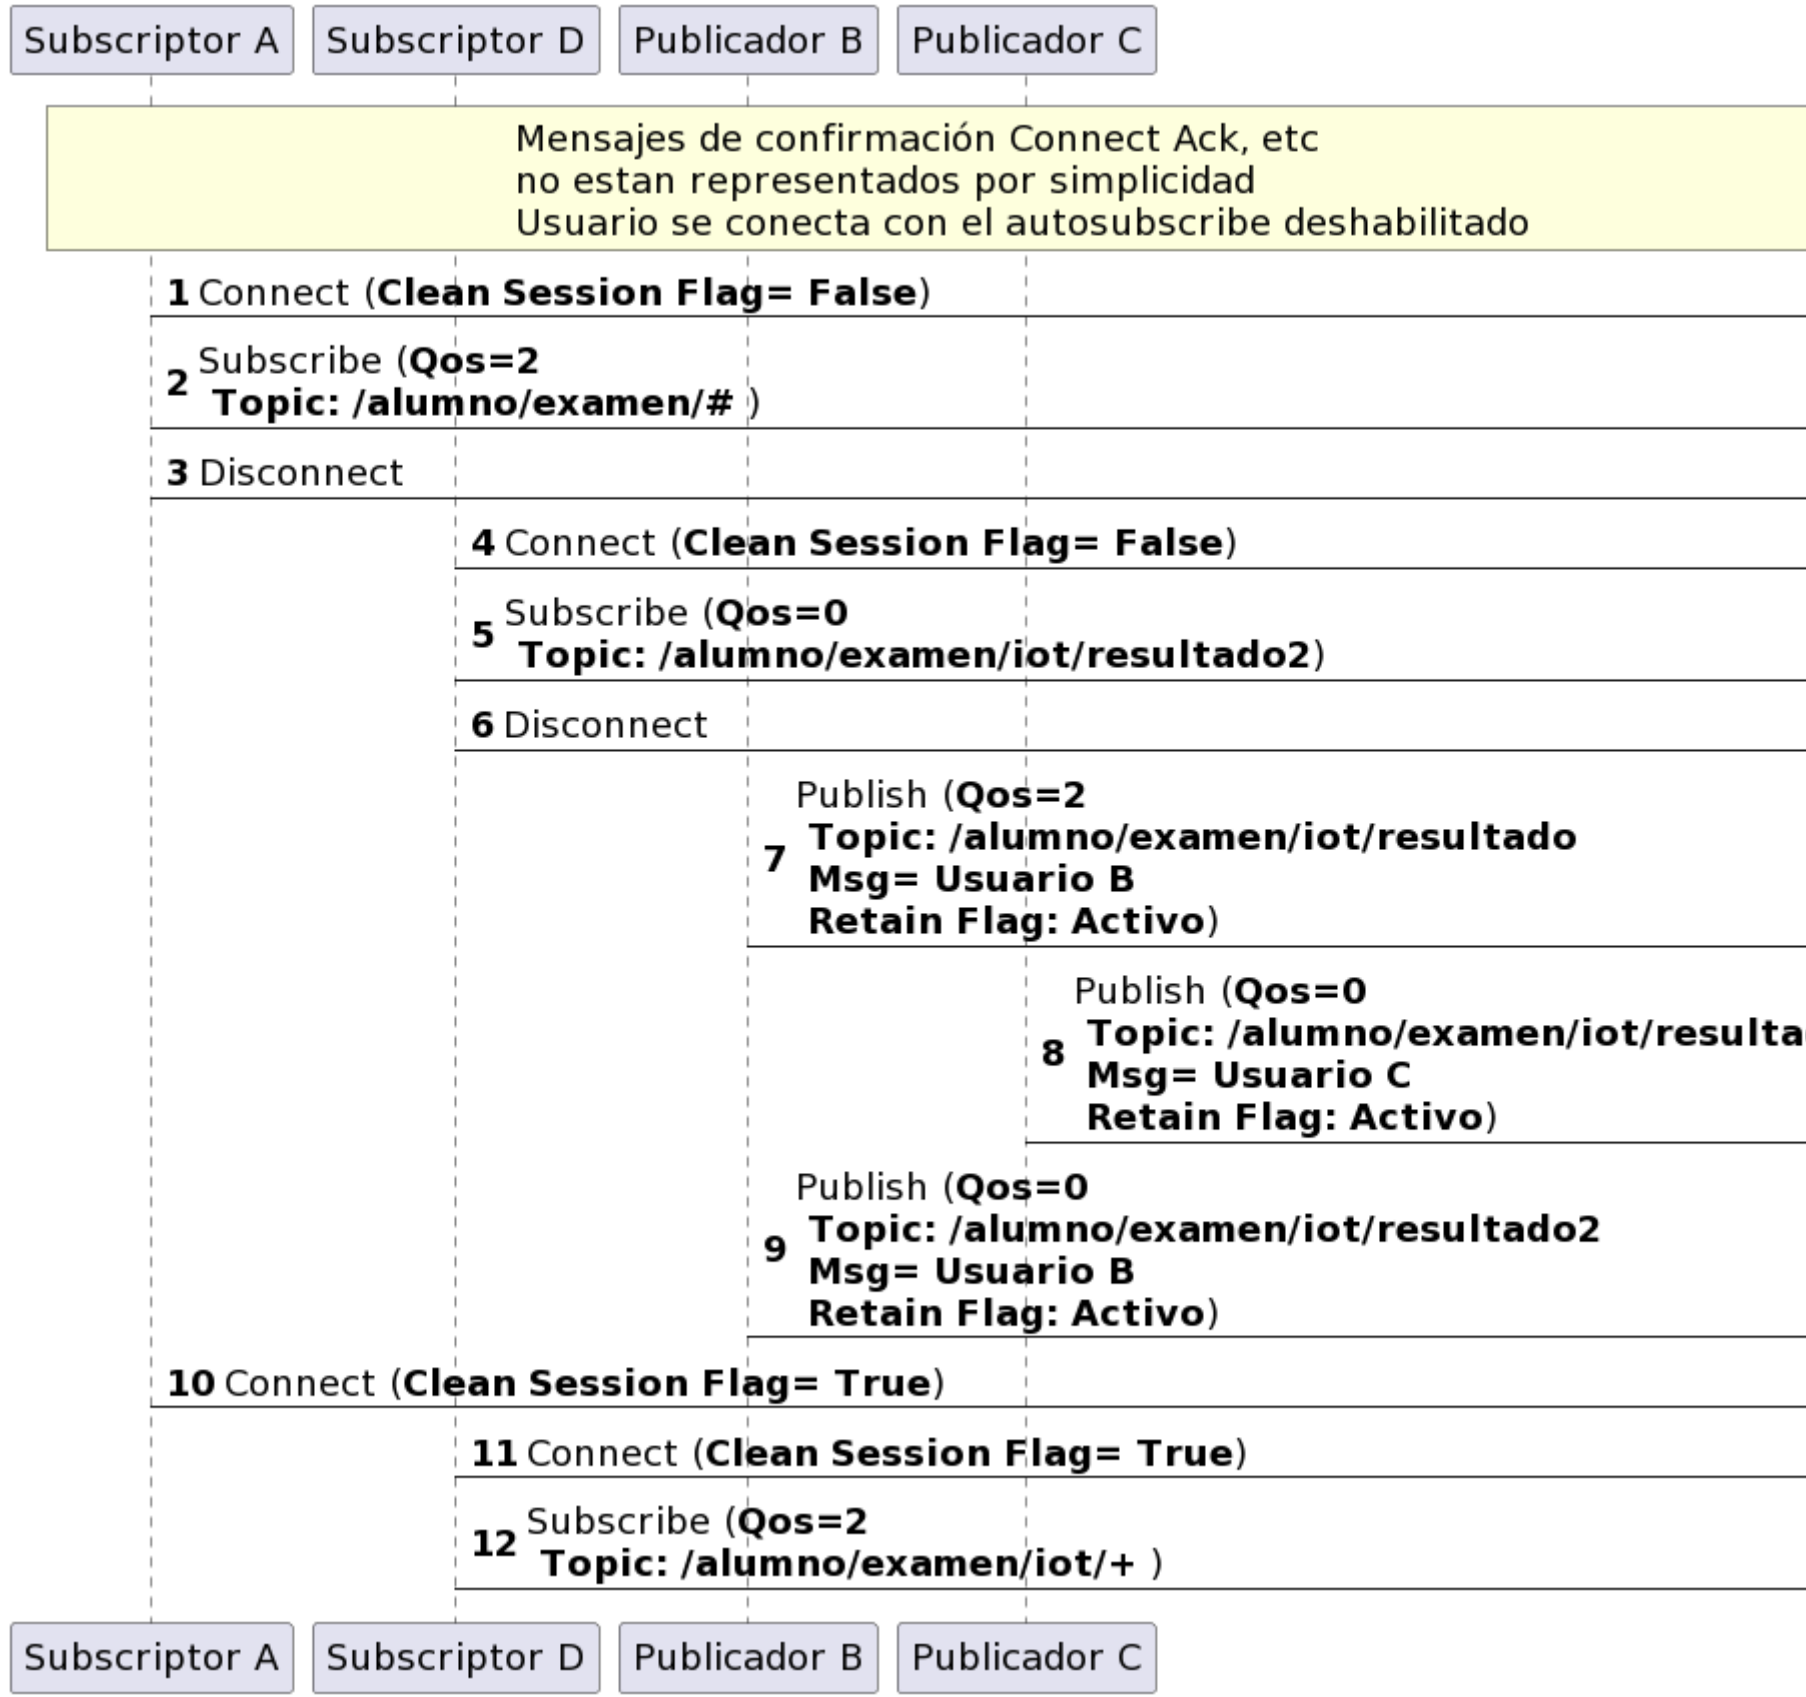 Subscriptor A Subscriptor D Publicador B Publicador C
Mensajes de confirmación Connect Ack, etc
no estan representados por simplicidad
Usuario se conecta con el autosubscribe deshabilitado
1 Connect (Clean Session Flag= False)
2 Subscribe (Qos=2
Topic: /alumno/examen/# )
3 Disconnect
4 Connect (Clean Session Flag= False)
5 Subscribe (Qos=0
Topic: /alumno/examen/iot/resultado2)
6 Disconnect
Publish (Qos=2
Topic: /alumno/examen/iot/resultado
7 Msg= Usuario B
Retain Flag: Activo)
Publish (Qos=0
Topic: /alumno/examen/iot/resulta
8 Msg= Usuario C
Retain Flag: Activo)
Publish (Qos=0
Topic: /alumno/examen/iot/resultado2
9 Msg= Usuario B
Retain Flag: Activo)
10 Connect (Clean Session Flag= True)
11 Connect (Clean Session Flag= True)
12 Subscribe (Qos=2
Topic: /alumno/examen/iot/+ )
Subscriptor A Subscriptor D Publicador B Publicador C